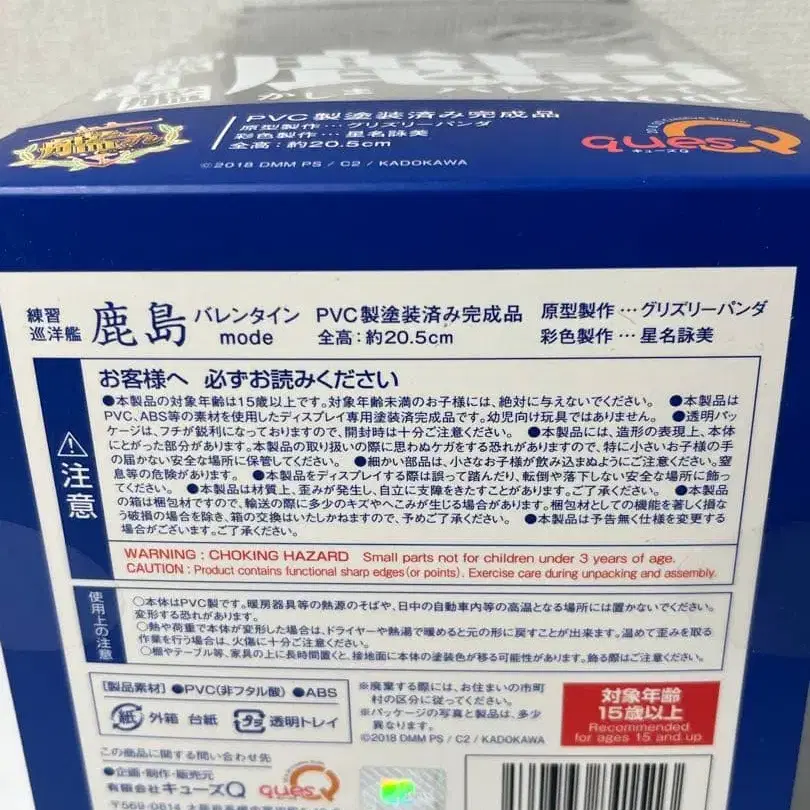 かしま バレン
PVC製塗装済み完成品
原型製作…グリズリーパンダ
彩色製作…星名詠美
全高：約20.5cm
©2018 DMM PS / C2 / KADOKAWA
quesQ
キューズQ
練習
巡洋艦
鹿島
バレンタイン
mode
PVC製塗装済み完成品
全高：約20.5cm
原型製作…グリズリーパンダ
彩色製作…星名詠美
注意
お客様へ 必ずお読みください
●本製品の対象年齢は15歳以上です。対象年齢未満のお子様には、絶対に与えないでください。 ●本製品は
PVC、ABS等の素材を使用したディスプレイ専用塗装済完成品です。幼児向け玩具ではありません。 ●透明パッ
ケージは、フチが鋭利になっておりますので、開封時は十分ご注意ください。 ●本製品には、造形の表現上、本体
にとがった部分があります。本製品の取り扱いの際に思わぬケガをする恐れがありますので、特に小さいお子様の手
の届かない安全な場所に保管してください。 ●細かい部品は、小さなお子様が飲み込まぬようにご注意ください。窒
息等の危険があります。 ●本製品をディスプレイする際は誤って踏んだり、転倒や落下しない安全な場所に飾っ
てください。 ●本製品は材質上、歪みが発生し、自立に支障をきたすことがあります。ご了承ください。 ●本製品
の箱は梱包材ですので、輸送の際に多少のキズやへこみが生じる場合があります。梱包材としての機能を著しく損な
う破損の場合を除き、箱の交換はいたしかねますので、予めご了承ください。 ●本製品は予告無く仕様を変更する
場合がございます。ご了承ください。
WARNING : CHOKING HAZARD Small parts not for children under 3 years of age.
CAUTION : Product contains functional sharp edges(or points). Exercise care during unpacking and assembly.
使用上の注意
○本体はPVC製です。暖房器具等の熱源のそばや、日中の自動車内等の高温となる場所には置かないでください。
変形する恐れがあります。
○熱や荷重で本体が変形した場合は、ドライヤーや熱湯で暖めると元の形に戻すことが出来ます。温めて歪みを取る
作業を行う場合は、火傷に十分ご注意ください。
○棚やテーブル等、家具の上に長時間置くと、接地面に本体の塗装色が移る可能性があります。飾る際はご注意ください。
[製品素材] ●PVC(非フタル酸) ●ABS
紙 外箱 台紙 プラ 透明トレイ
※廃棄する際には、お住まいの市町
村の区分に従ってください。
※パッケージの写真と製品は、多少
異なります。
©2018 DMM PS / C2 / KADOKAWA
対象年齢
15歳以上
Recommended
for ages 15 and up
この商品に関する問い合わせ先
●企画・制作・販売元
有限会社キューズQ
quesQ